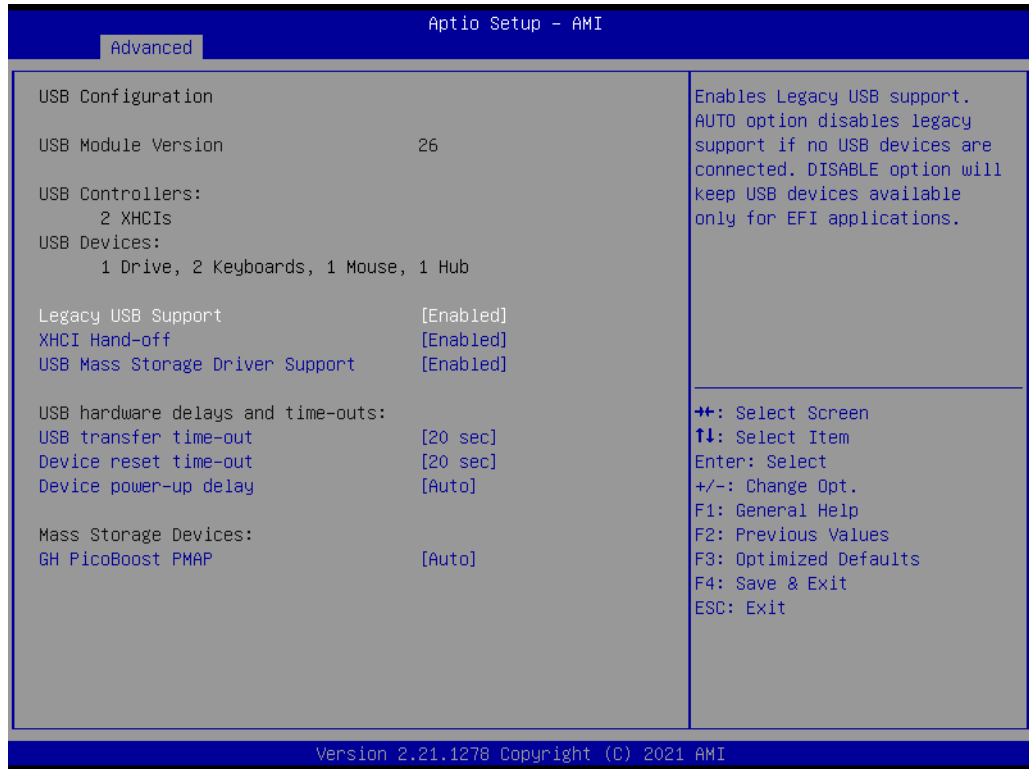 Aptio Setup – AMI
Advanced
USB Configuration
USB Module Version 26
USB Controllers:
2 XHCIs
USB Devices:
1 Drive, 2 Keyboards, 1 Mouse, 1 Hub
Legacy USB Support [Enabled]
XHCI Hand-off [Enabled]
USB Mass Storage Driver Support [Enabled]
USB hardware delays and time-outs:
USB transfer time-out [20 sec]
Device reset time-out [20 sec]
Device power-up delay [Auto]
Mass Storage Devices:
GH PicoBoost PMAP [Auto]
Enables Legacy USB support.
AUTO option disables legacy
support if no USB devices are
connected. DISABLE option will
keep USB devices available
only for EFI applications.
→←: Select Screen
↑↓: Select Item
Enter: Select
+/-: Change Opt.
F1: General Help
F2: Previous Values
F3: Optimized Defaults
F4: Save & Exit
ESC: Exit
Version 2.21.1278 Copyright (C) 2021 AMI